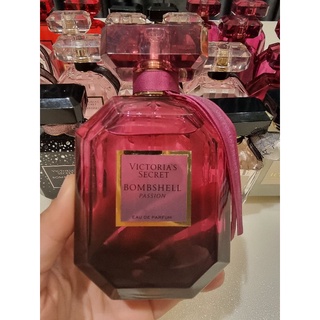 VICTORIA'S
SECRET
BOMBSHELL
PASSION
EAU DE PARFUM